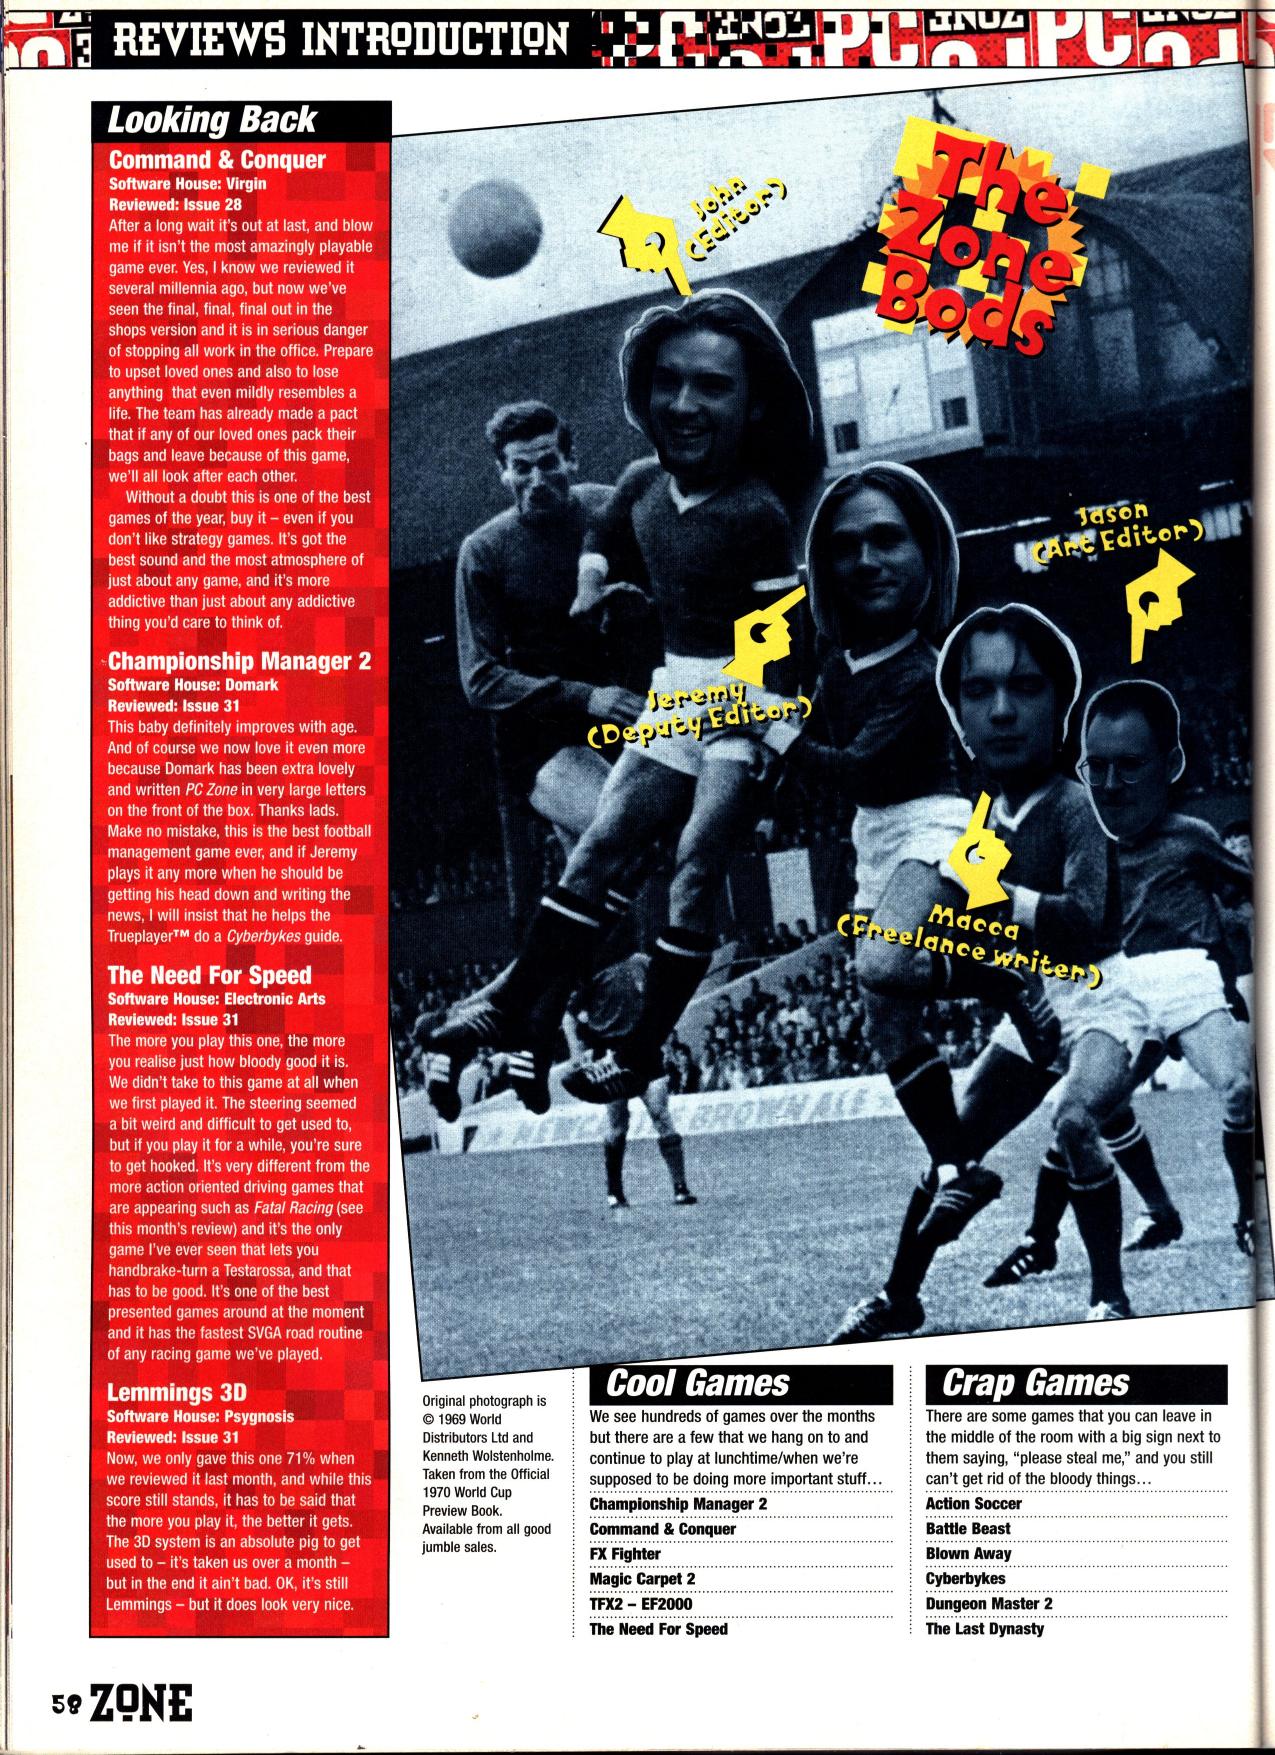 REVIEWS INTRODUCTION
Looking Back
Command & Conquer
Software House: Virgin
Reviewed: Issue 28
After a long wait it's out at last, and blow
me if it isn't the most amazingly playable
game ever. Yes, I know we reviewed it
several millennia ago, but now we've
seen the final, final, final out in the
shops version and it is in serious danger
of stopping all work in the office. Prepare
to upset loved ones and also to lose
anything that even mildly resembles a
life. The team has already made a pact
that if any of our loved ones pack their
bags and leave because of this game,
we'll all look after each other.
Without a doubt this is one of the best
games of the year, buy it – even if you
don't like strategy games. It's got the
best sound and the most atmosphere of
just about any game, and it's more
addictive than just about any addictive
thing you'd care to think of.
Championship Manager 2
Software House: Domark
Reviewed: Issue 31
This baby definitely improves with age.
And of course we now love it even more
because Domark has been extra lovely
and written PC Zone in very large letters
on the front of the box. Thanks lads.
Make no mistake, this is the best football
management game ever, and if Jeremy
plays it any more when he should be
getting his head down and writing the
news, I will insist that he helps the
Trueplayer™ do a Cyberbykes guide.
The Need For Speed
Software House: Electronic Arts
Reviewed: Issue 31
The more you play this one, the more
you realise just how bloody good it is.
We didn't take to this game at all when
we first played it. The steering seemed
a bit weird and difficult to get used to,
but if you play it for a while, you're sure
to get hooked. It's very different from the
more action oriented driving games that
are appearing such as Fatal Racing (see
this month's review) and it's the only
game I've ever seen that lets you
handbrake-turn a Testarossa, and that
has to be good. It's one of the best
presented games around at the moment
and it has the fastest SVGA road routine
of any racing game we've played.
Lemmings 3D
Software House: Psygnosis
Reviewed: Issue 31
Now, we only gave this one 71% when
we reviewed it last month, and while this
score still stands, it has to be said that
the more you play it, the better it gets.
The 3D system is an absolute pig to get
used to – it's taken us over a month –
but in the end it ain't bad. OK, it's still
Lemmings – but it does look very nice.
The
Zone
Bods
John
(Editor)
Jason
(Art Editor)
Jeremy
(Deputy Editor)
Macca
(Freelance writer)
NEWCASTLE BROWN ALE
Original photograph is
© 1969 World
Distributors Ltd and
Kenneth Wolstenholme.
Taken from the Official
1970 World Cup
Preview Book.
Available from all good
jumble sales.
Cool Games
We see hundreds of games over the months
but there are a few that we hang on to and
continue to play at lunchtime/when we're
supposed to be doing more important stuff...
Championship Manager 2
Command & Conquer
FX Fighter
Magic Carpet 2
TFX2 – EF2000
The Need For Speed
Crap Games
There are some games that you can leave in
the middle of the room with a big sign next to
them saying, "please steal me," and you still
can't get rid of the bloody things...
Action Soccer
Battle Beast
Blown Away
Cyberbykes
Dungeon Master 2
The Last Dynasty
58 ZONE